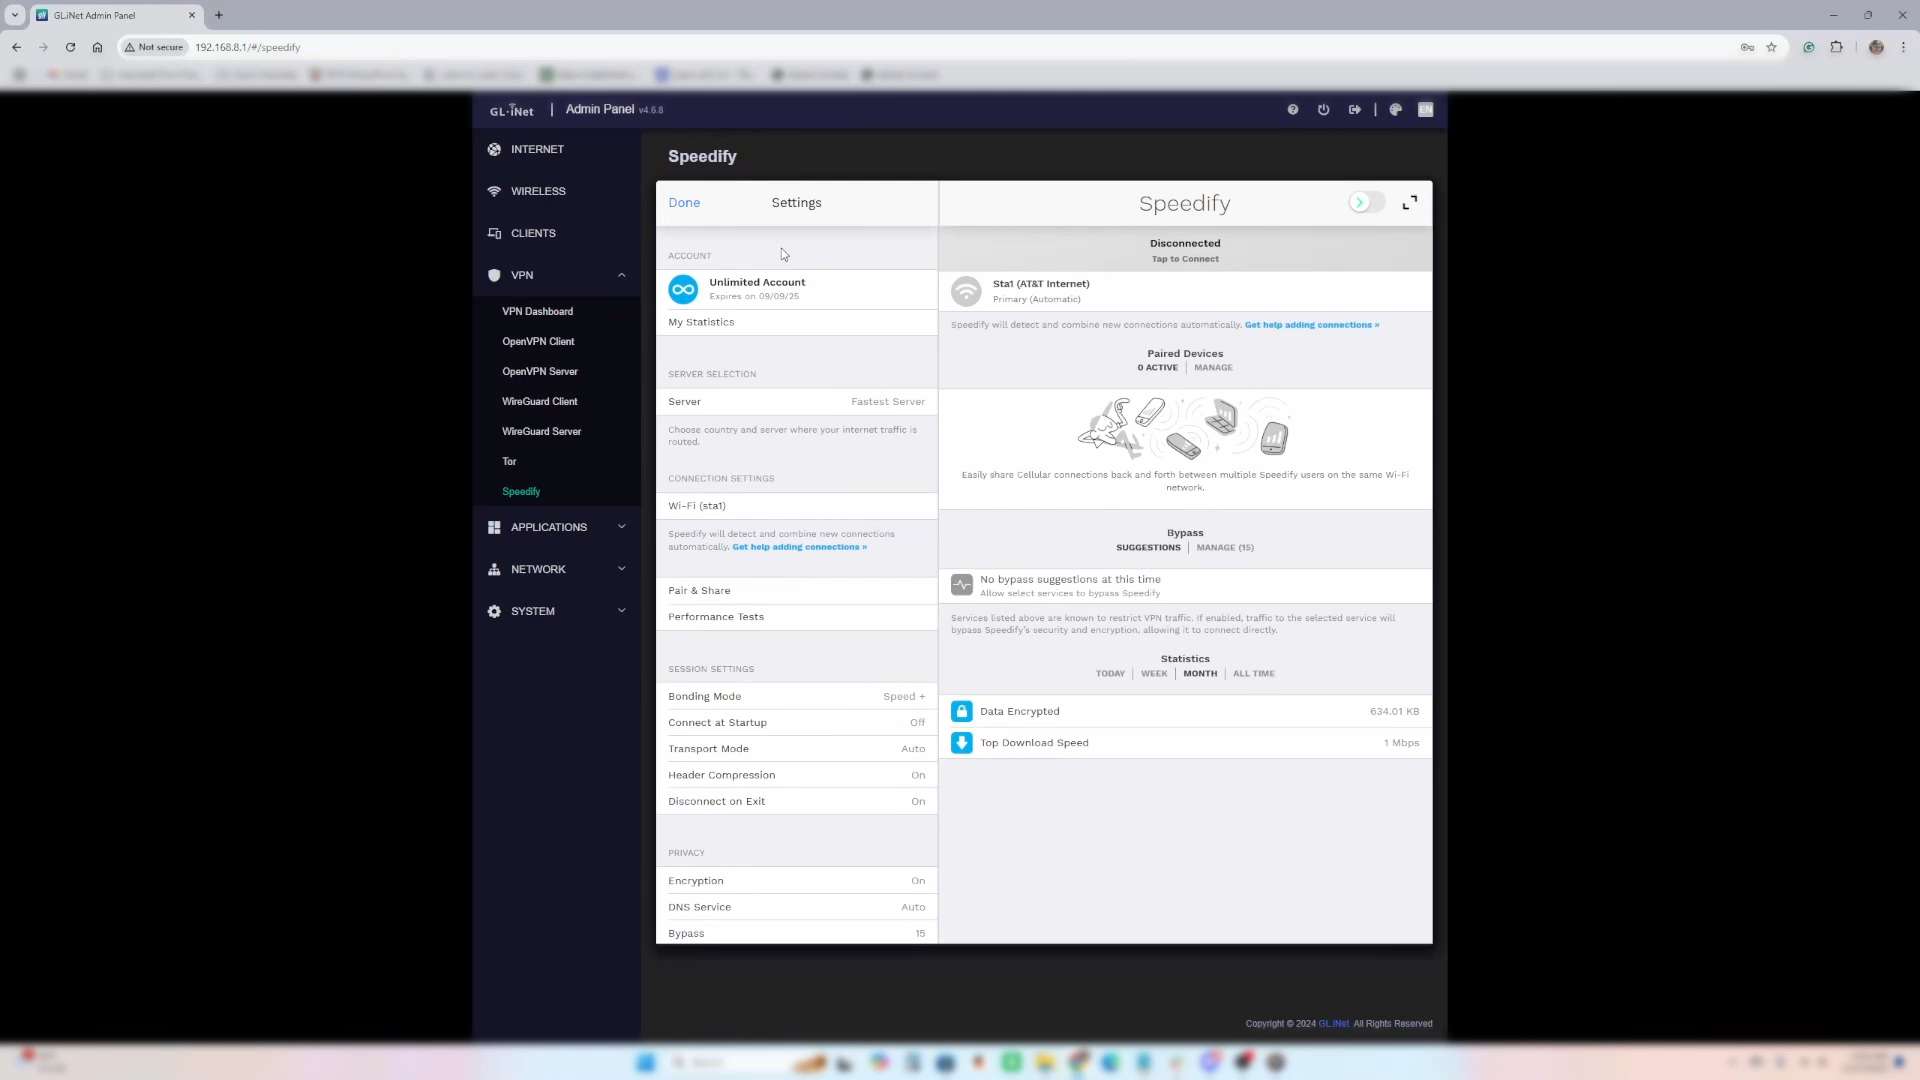 GL.iNet Admin Panel
Not secure
192.168.8.1/#/speedify
GL·iNet | Admin Panel v4.6.8
EN
INTERNET
WIRELESS
CLIENTS
VPN
VPN Dashboard
OpenVPN Client
OpenVPN Server
WireGuard Client
WireGuard Server
Tor
Speedify
APPLICATIONS
NETWORK
SYSTEM
Speedify
Done
Settings
ACCOUNT
Unlimited Account
Expires on 09/09/25
My Statistics
SERVER SELECTION
Server Fastest Server
Choose country and server where your internet traffic is
routed.
CONNECTION SETTINGS
Wi-Fi (sta1)
Speedify will detect and combine new connections
automatically. Get help adding connections »
Pair & Share
Performance Tests
SESSION SETTINGS
Bonding Mode Speed +
Connect at Startup Off
Transport Mode Auto
Header Compression On
Disconnect on Exit On
PRIVACY
Encryption On
DNS Service Auto
Bypass 15
Speedify
Disconnected
Tap to Connect
Sta1 (AT&T Internet)
Primary (Automatic)
Speedify will detect and combine new connections automatically. Get help adding connections »
Paired Devices
0 ACTIVE | MANAGE
Easily share Cellular connections back and forth between multiple Speedify users on the same Wi-Fi
network.
Bypass
SUGGESTIONS | MANAGE (15)
No bypass suggestions at this time
Allow select services to bypass Speedify
Services listed above are known to restrict VPN traffic. If enabled, traffic to the selected service will
bypass Speedify's security and encryption, allowing it to connect directly.
Statistics
TODAY | WEEK | MONTH | ALL TIME
Data Encrypted 634.01 KB
Top Download Speed 1 Mbps
Copyright © 2024 GL.iNet. All Rights Reserved